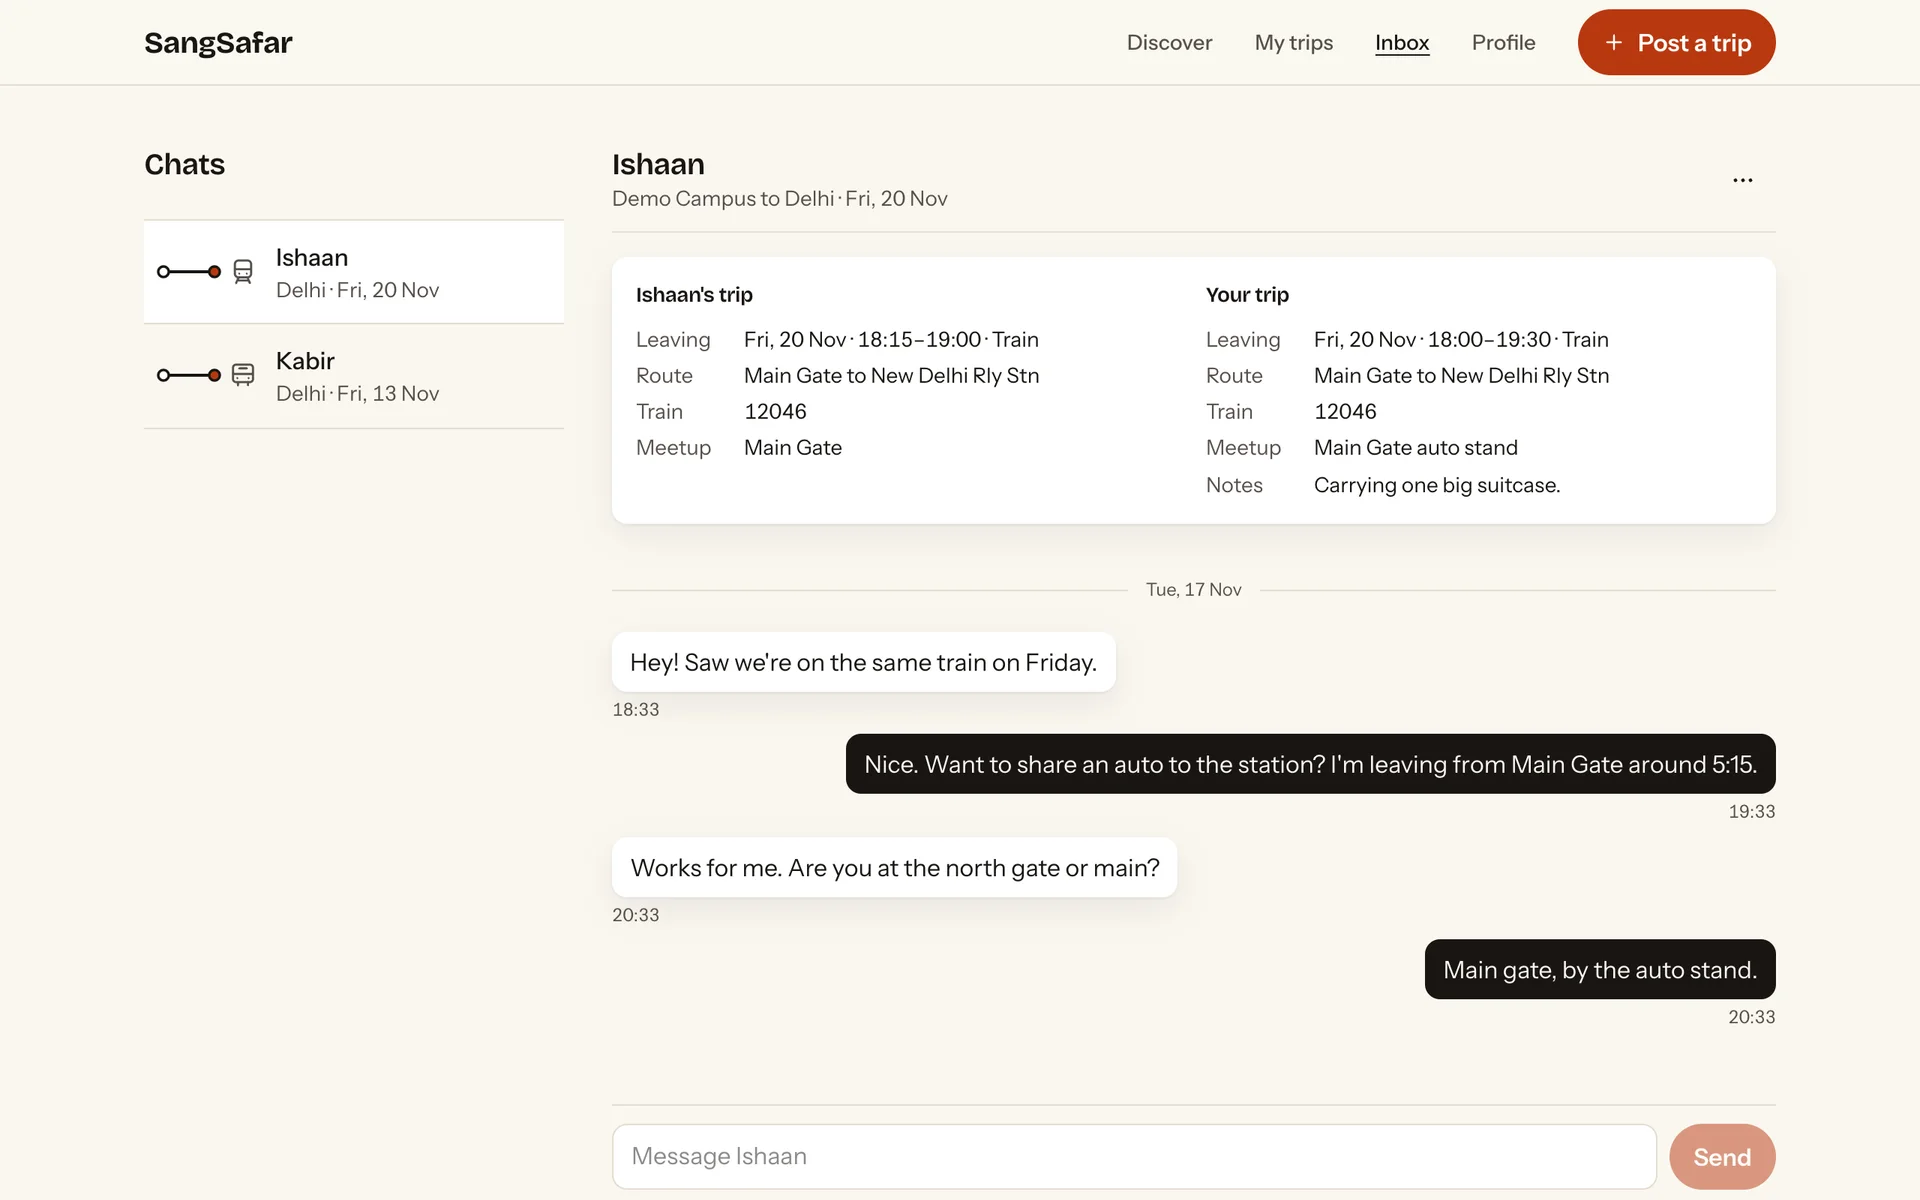 SangSafar
Discover
My trips
Inbox
Profile
+ Post a trip
Chats
Ishaan
Delhi · Fri, 20 Nov
Kabir
Delhi · Fri, 13 Nov
Ishaan
Demo Campus to Delhi · Fri, 20 Nov
...
Ishaan's trip
Leaving Fri, 20 Nov · 18:15–19:00 · Train
Route Main Gate to New Delhi Rly Stn
Train 12046
Meetup Main Gate
Your trip
Leaving Fri, 20 Nov · 18:00–19:30 · Train
Route Main Gate to New Delhi Rly Stn
Train 12046
Meetup Main Gate auto stand
Notes Carrying one big suitcase.
Tue, 17 Nov
Hey! Saw we're on the same train on Friday.
18:33
Nice. Want to share an auto to the station? I'm leaving from Main Gate around 5:15.
19:33
Works for me. Are you at the north gate or main?
20:33
Main gate, by the auto stand.
20:33
Message Ishaan
Send